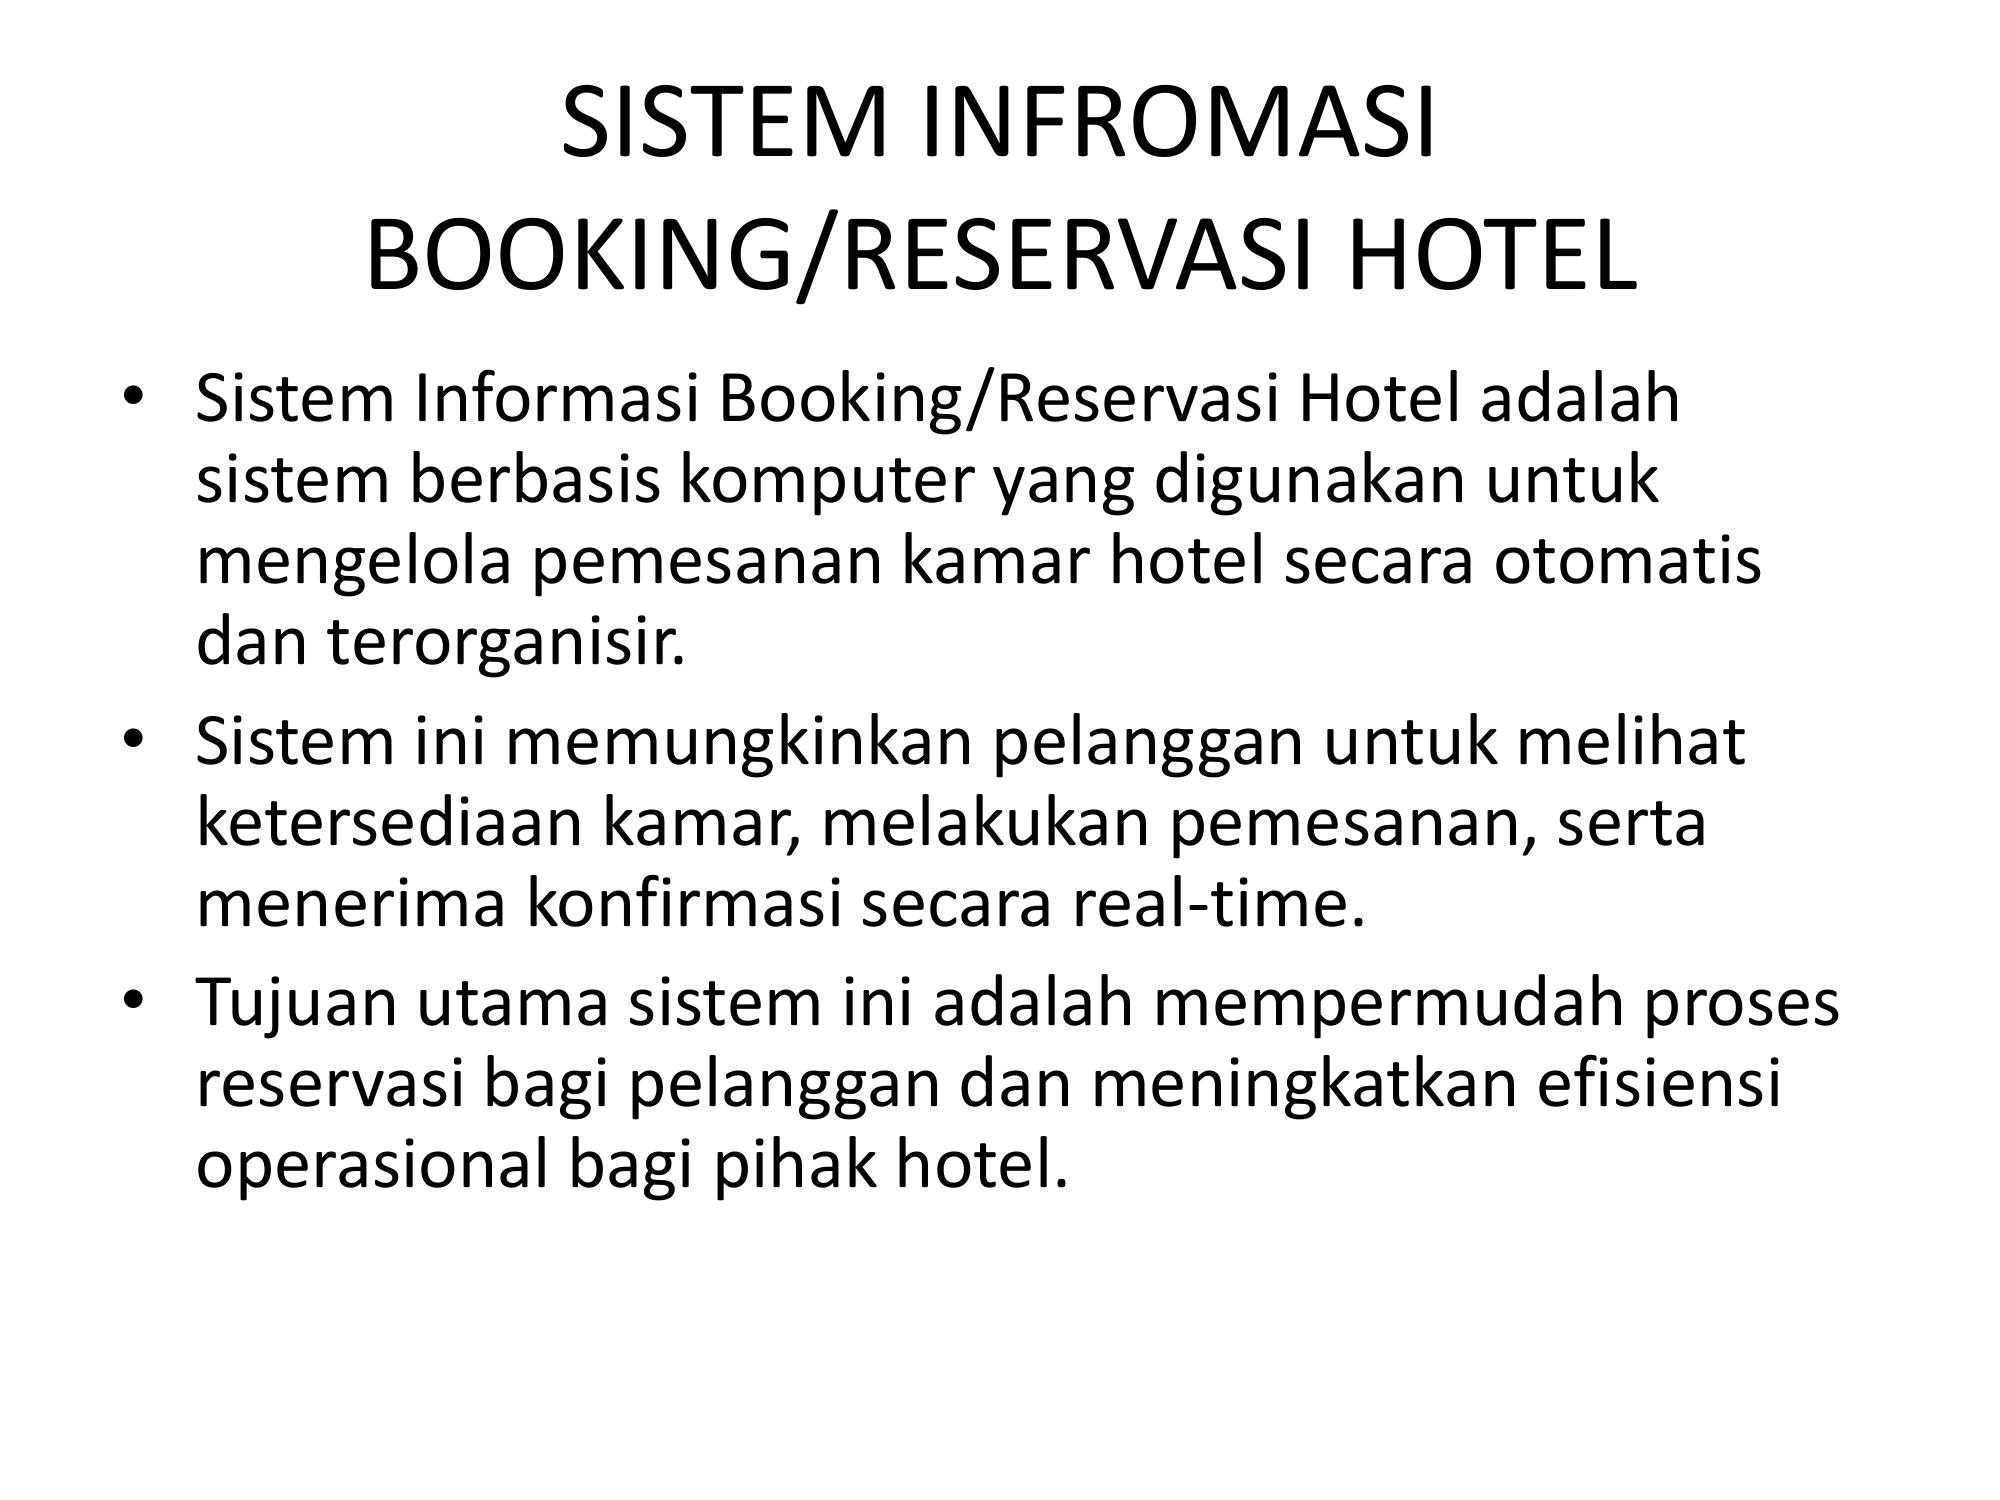 SISTEM INFROMASI
BOOKING/RESERVASI HOTEL
• Sistem Informasi Booking/Reservasi Hotel adalah
sistem berbasis komputer yang digunakan untuk
mengelola pemesanan kamar hotel secara otomatis
dan terorganisir.
• Sistem ini memungkinkan pelanggan untuk melihat
ketersediaan kamar, melakukan pemesanan, serta
menerima konfirmasi secara real-time.
• Tujuan utama sistem ini adalah mempermudah proses
reservasi bagi pelanggan dan meningkatkan efisiensi
operasional bagi pihak hotel.